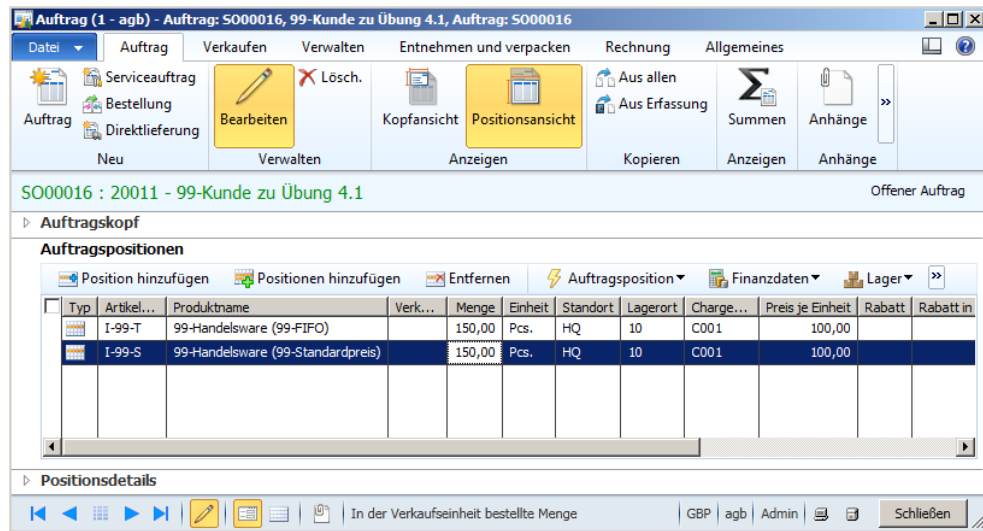 Auftrag (1 - agb) - Auftrag: SO00016, 99-Kunde zu Übung 4.1, Auftrag: SO00016
Datei Auftrag Verkaufen Verwalten Entnehmen und verpacken Rechnung Allgemeines
Auftrag
Serviceauftrag
Bestellung
Direktlieferung
Neu
Bearbeiten
Lösch.
Verwalten
Kopfansicht
Positionsansicht
Anzeigen
Aus allen
Aus Erfassung
Kopieren
Summen
Anzeigen
Anhänge
Anhänge
SO00016 : 20011 - 99-Kunde zu Übung 4.1 Offener Auftrag
Auftragskopf
Auftragspositionen
Position hinzufügen Positionen hinzufügen Entfernen Auftragsposition Finanzdaten Lager
Typ Artikel... Produktname Verk... Menge Einheit Standort Lagerort Charge... Preis je Einheit Rabatt Rabatt in
I-99-T 99-Handelsware (99-FIFO) 150,00 Pcs. HQ 10 C001 100,00
I-99-S 99-Handelsware (99-Standardpreis) 150,00 Pcs. HQ 10 C001 100,00
Positionsdetails
In der Verkaufseinheit bestellte Menge GBP agb Admin Schließen